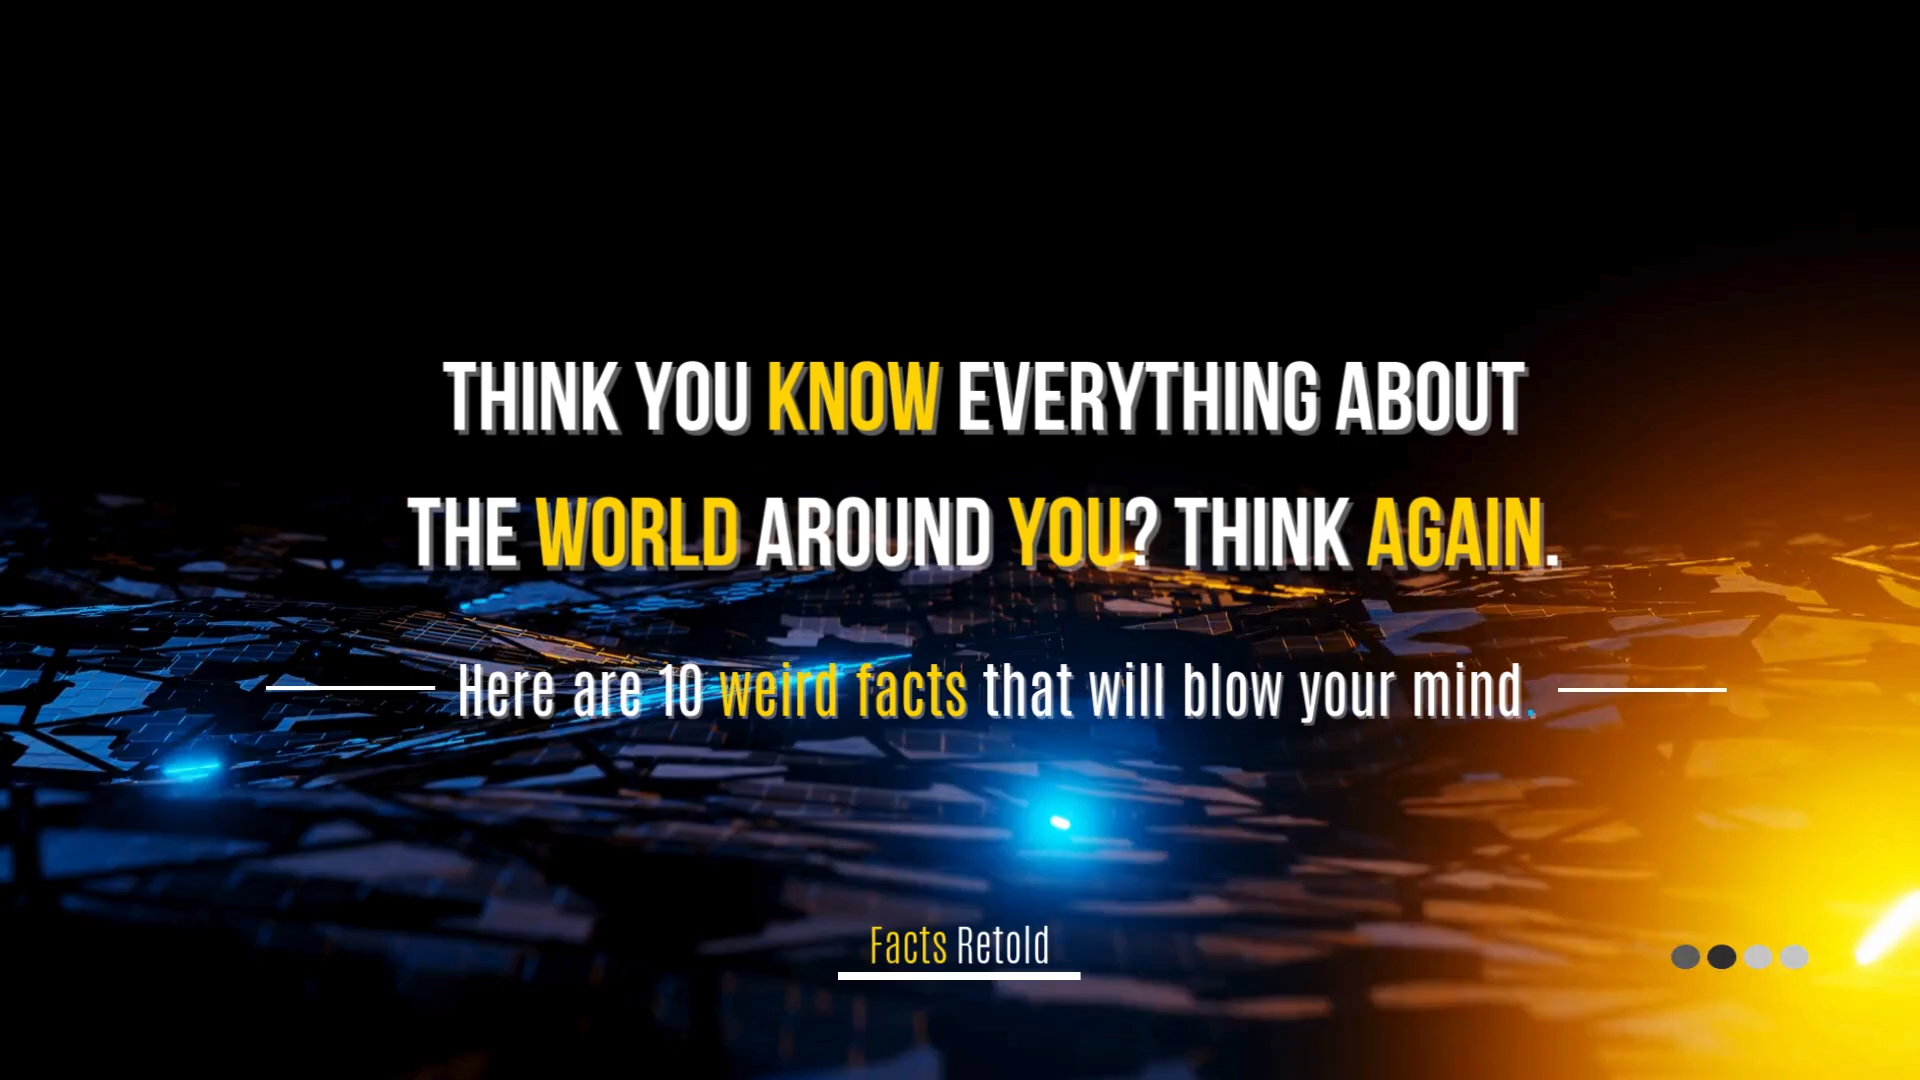 THINK YOU KNOW EVERYTHING ABOUT
THE WORLD AROUND YOU? THINK AGAIN.
Here are 10 weird facts that will blow your mind.
Facts Retold